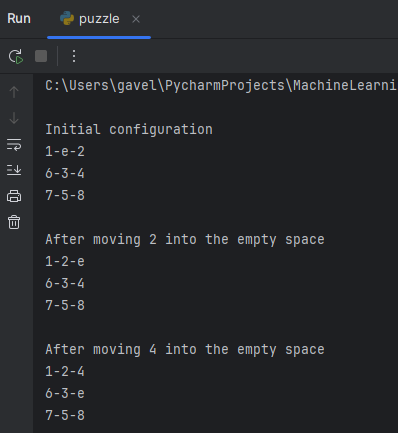 Run puzzle
C:\Users\gavel\PycharmProjects\MachineLearni
Initial configuration
1-e-2
6-3-4
7-5-8
After moving 2 into the empty space
1-2-e
6-3-4
7-5-8
After moving 4 into the empty space
1-2-4
6-3-e
7-5-8